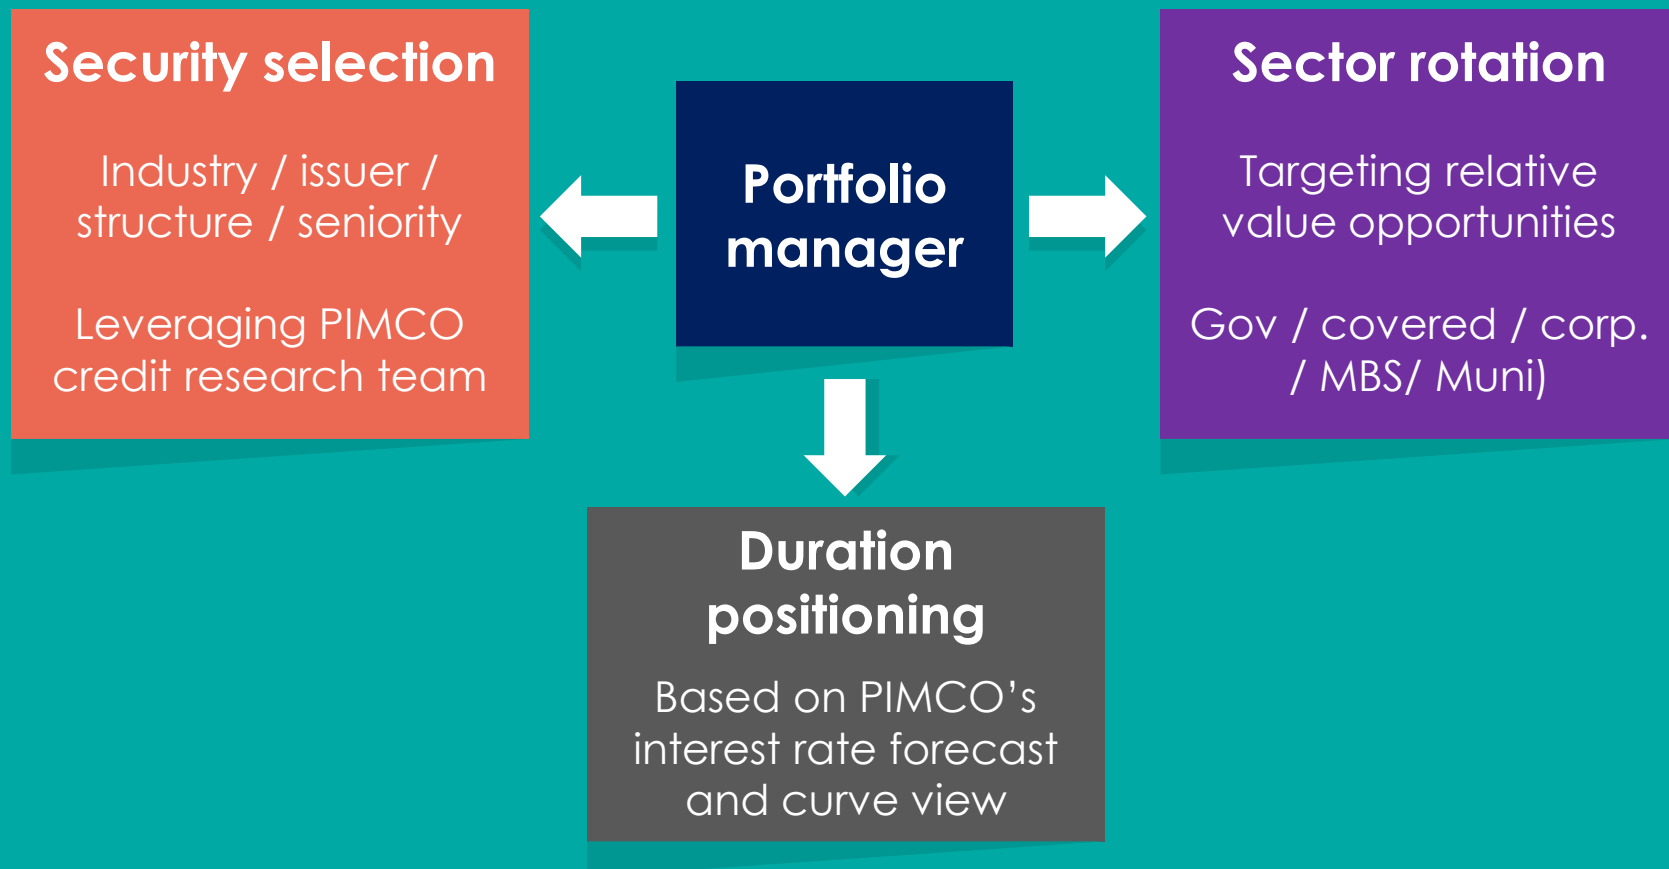 Security selection
Industry / issuer /
structure / seniority
Leveraging PIMCO
credit research team
Portfolio
manager
Sector rotation
Targeting relative
value opportunities
Gov / covered / corp.
/ MBS/ Muni)
Duration
positioning
Based on PIMCO’s
interest rate forecast
and curve view